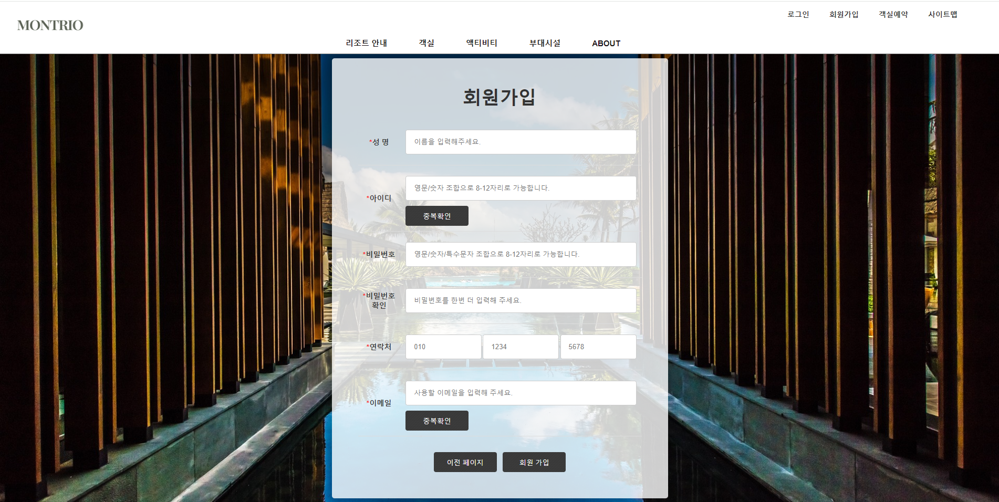 로그인 회원가입 객실예약 사이트맵
MONTRIO
리조트 안내 객실 액티비티 부대시설 ABOUT
회원가입
*성 명 이름을 입력해주세요.
*아이디 영문/숫자 조합으로 8-12자리로 가능합니다.
중복확인
*비밀번호 영문/숫자/특수문자 조합으로 8-12자리로 가능합니다.
*비밀번호
확인
비밀번호를 한번 더 입력해 주세요.
*연락처 010 1234 5678
*이메일 사용할 이메일을 입력해 주세요.
중복확인
이전 페이지 회원 가입